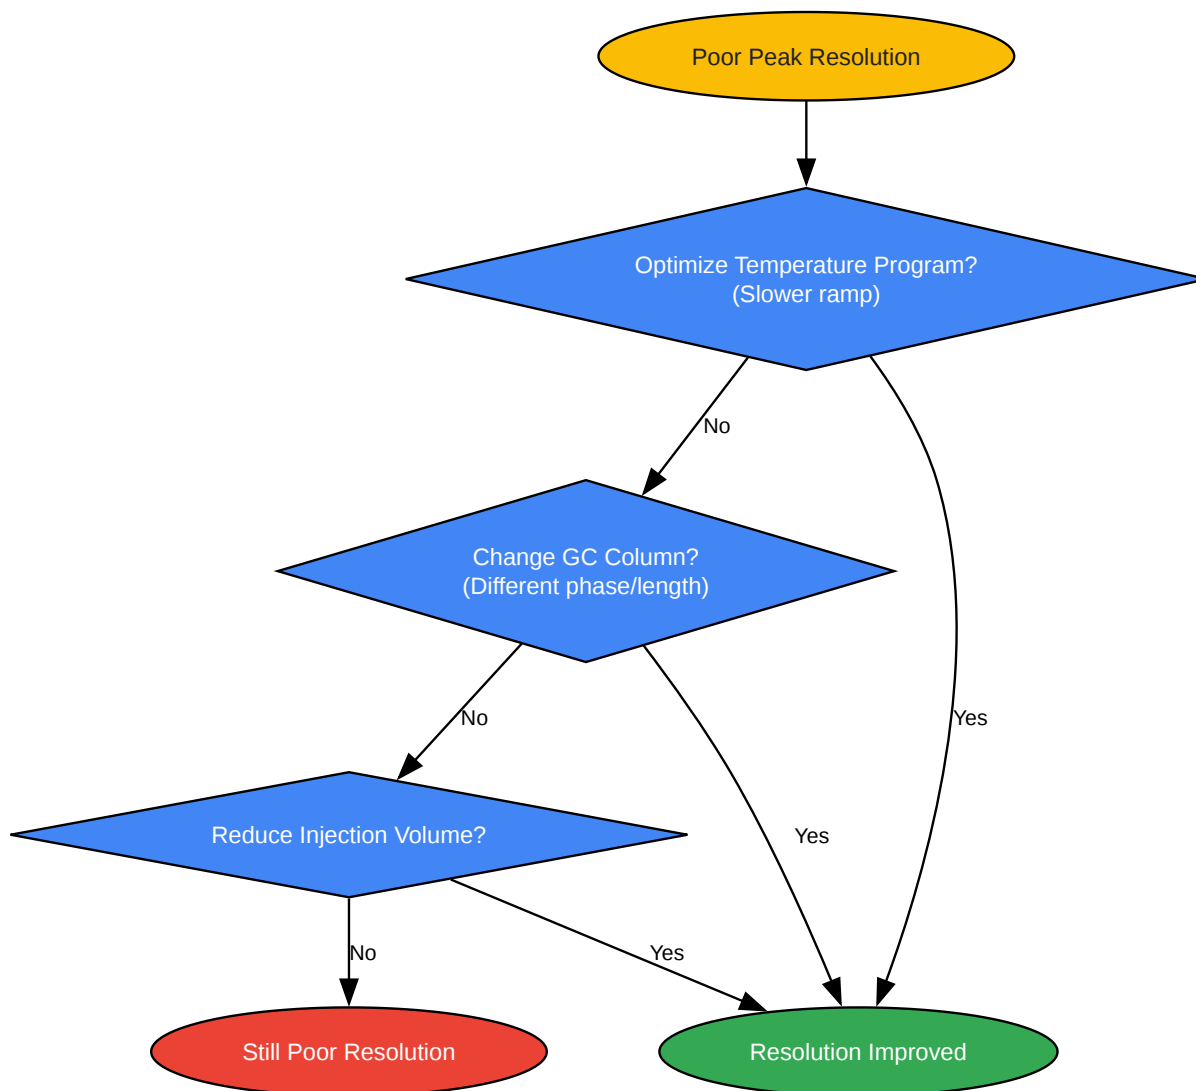 Poor Peak Resolution
Optimize Temperature Program?
(Slower ramp)
No
Change GC Column?
(Different phase/length)
No
Yes
Reduce Injection Volume?
Yes
No
Yes
Still Poor Resolution
Resolution Improved